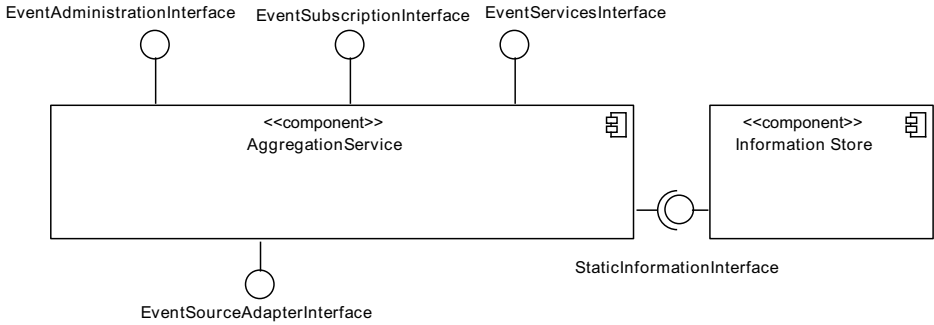 EventAdministrationInterface
EventSubscriptionInterface
EventServicesInterface
<<component>>
AggregationService
<<component>>
Information Store
StaticInformationInterface
EventSourceAdapterInterface